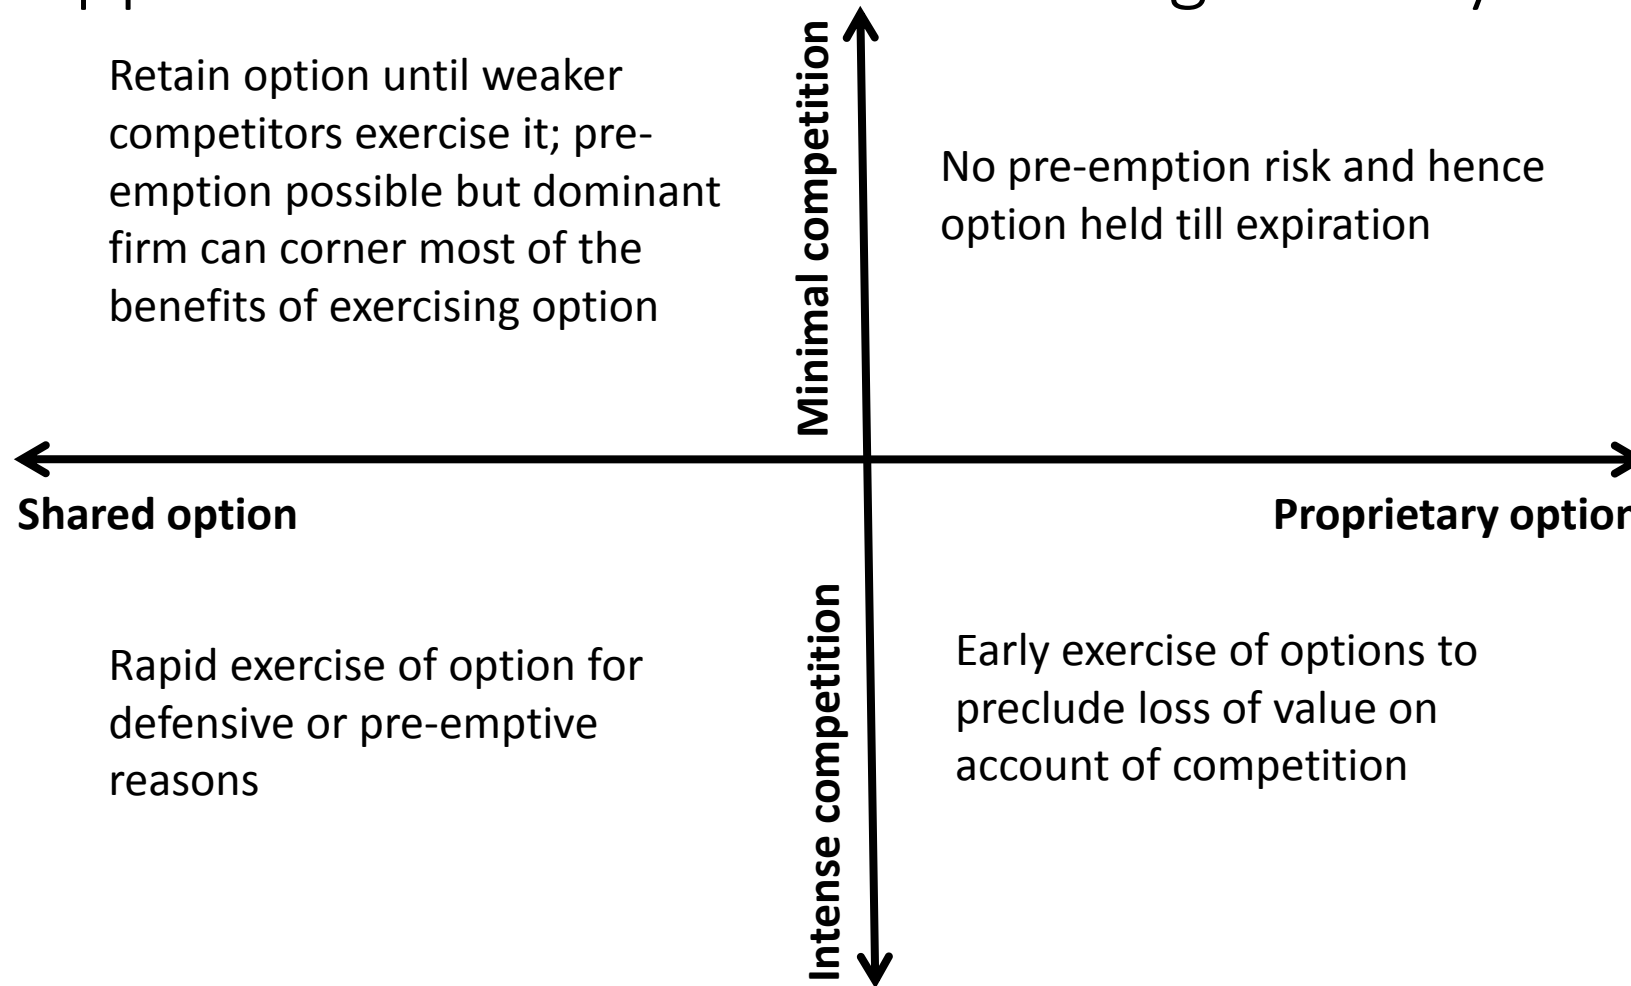 Retain option until weaker
competitors exercise it; pre-
emption possible but dominant
firm can corner most of the
benefits of exercising option
Minimal competition
No pre-emption risk and hence
option held till expiration
Shared option
Proprietary option
Rapid exercise of option for
defensive or pre-emptive
reasons
Intense competition
Early exercise of options to
preclude loss of value on
account of competition